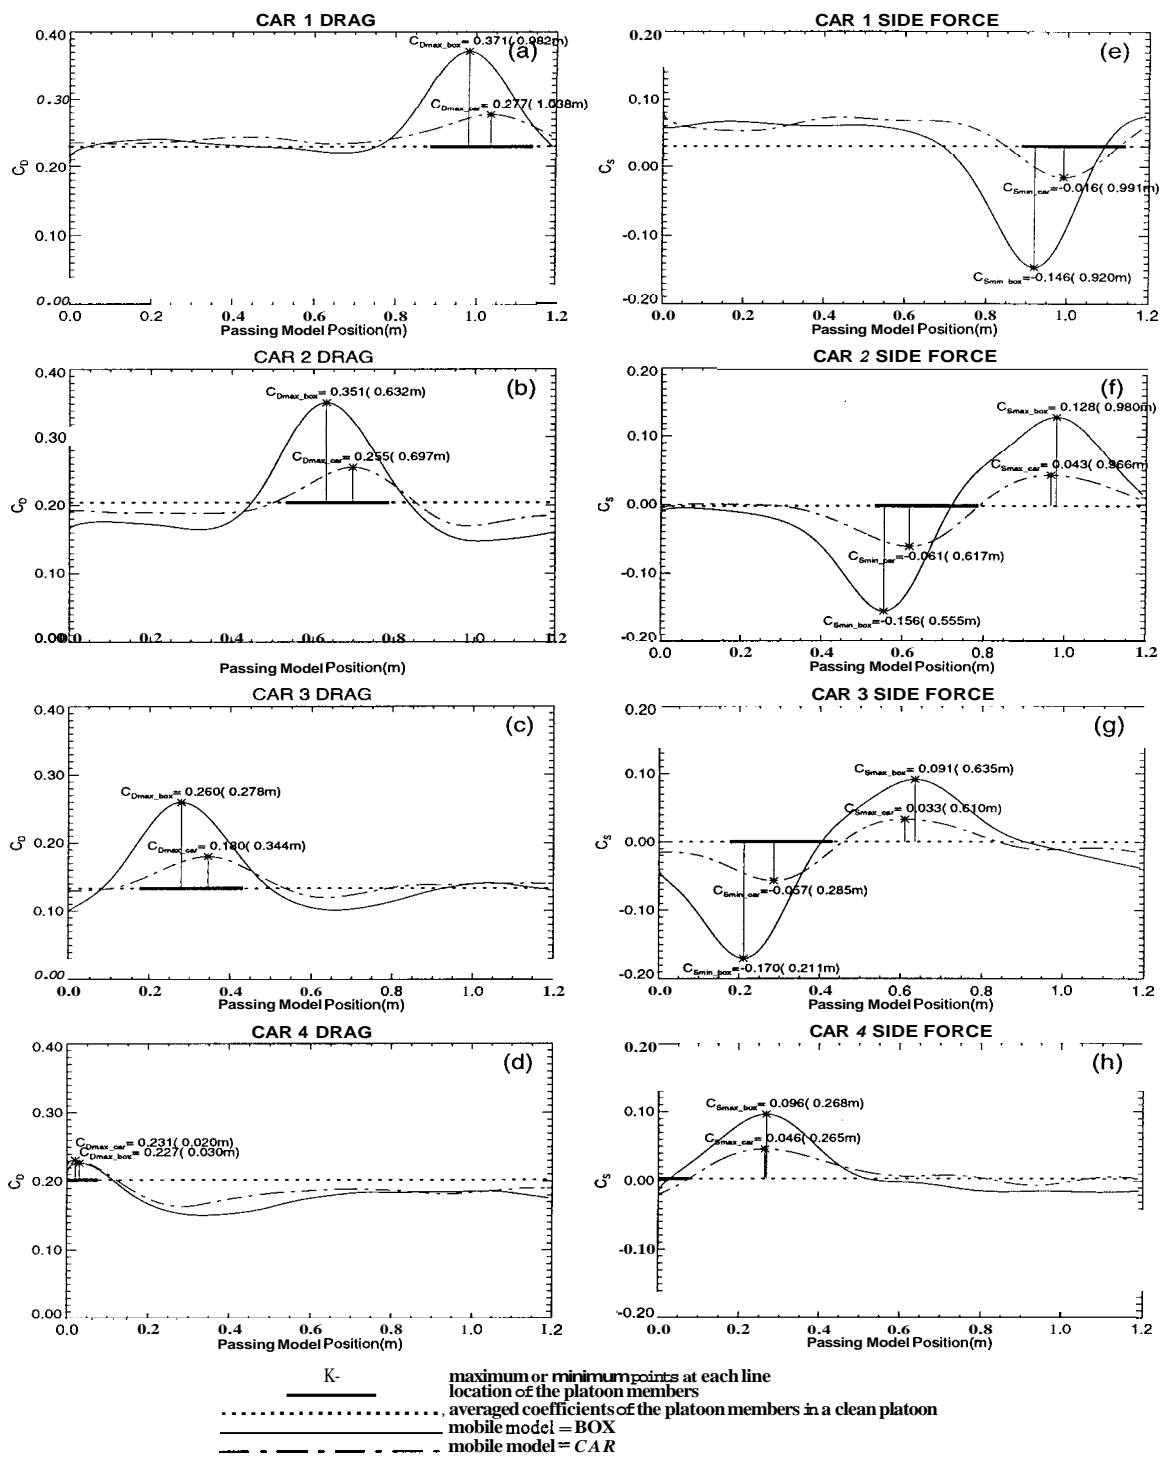 CAR 1 DRAG
0.40
0.30
0.20
0.10
0.00
C_D
C_Dmax_box= 0.371( 0.982m)
(a)
C_Dmax_car= 0.277( 1.038m)
0.0 0.2 0.4 0.6 0.8 1.0 1.2
Passing Model Position(m)
CAR 1 SIDE FORCE
0.20
0.10
0.00
-0.10
-0.20
C_S
(e)
C_Smin_car=-0.016( 0.991m)
C_Smin_box=-0.146( 0.920m)
0.0 0.2 0.4 0.6 0.8 1.0 1.2
Passing Model Position(m)
CAR 2 DRAG
0.40
0.30
0.20
0.10
0.00
C_D
C_Dmax_box= 0.351( 0.632m)
(b)
C_Dmax_car= 0.255( 0.697m)
0.2 0.4 0.6 0.8 1.0 1.2
Passing Model Position(m)
CAR 2 SIDE FORCE
0.20
0.10
0.00
-0.10
-0.20
C_S
(f)
C_Smax_box= 0.128( 0.980m)
C_Smax_car= 0.043( 0.966m)
C_Smin_car=-0.061( 0.617m)
C_Smin_box=-0.156( 0.555m)
0.0 0.2 0.4 0.6 0.8 1.0 1.2
Passing Model Position(m)
CAR 3 DRAG
0.40
0.30
0.20
0.10
0.00
C_D
(c)
C_Dmax_box= 0.260( 0.278m)
C_Dmax_car= 0.180( 0.344m)
0.0 0.2 0.4 0.6 0.8 1.0 1.2
Passing Model Position(m)
CAR 3 SIDE FORCE
0.20
0.10
0.00
-0.10
-0.20
C_S
(g)
C_Smax_box= 0.091( 0.635m)
C_Smax_car= 0.033( 0.610m)
C_Smin_car=-0.057( 0.285m)
C_Smin_box=-0.170( 0.211m)
0.0 0.2 0.4 0.6 0.8 1.0 1.2
Passing Model Position(m)
CAR 4 DRAG
0.40
0.30
0.20
0.10
0.00
C_D
(d)
C_Dmax_car= 0.231( 0.020m)
C_Dmax_box= 0.227( 0.030m)
0.0 0.2 0.4 0.6 0.8 1.0 1.2
Passing Model Position(m)
CAR 4 SIDE FORCE
0.20
0.10
0.00
-0.10
-0.20
C_S
(h)
C_Smax_box= 0.096( 0.268m)
C_Smax_car= 0.046( 0.265m)
0.0 0.2 0.4 0.6 0.8 1.0 1.2
Passing Model Position(m)
K- maximum or minimum points at each line
location of the platoon members
averaged coefficients of the platoon members in a clean platoon
mobile model = BOX
mobile model = CAR